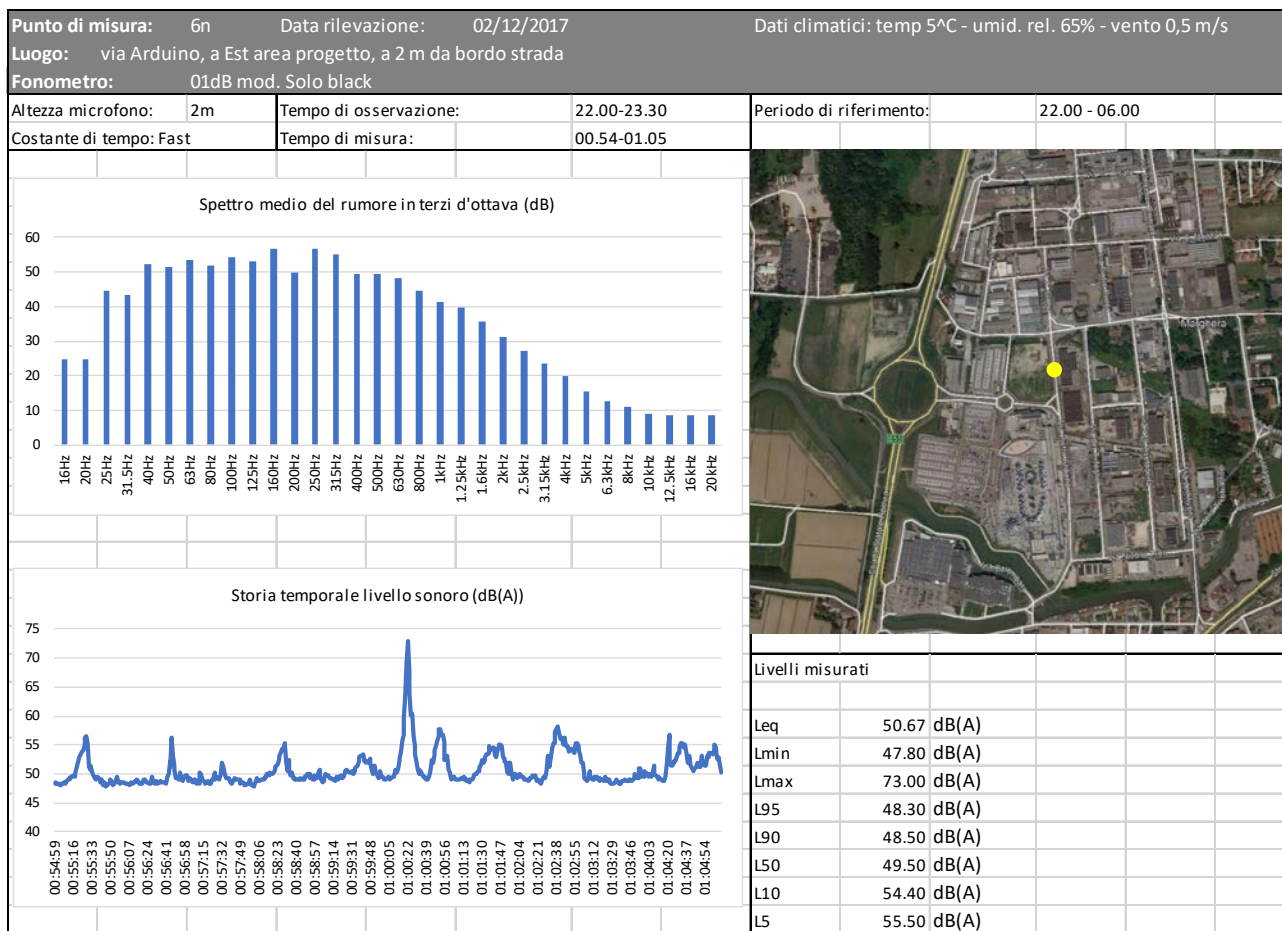 Punto di misura: 6n Data rilevazione: 02/12/2017 Dati climatici: temp 5^C - umid. rel. 65% - vento 0,5 m/s
Luogo: via Arduino, a Est area progetto, a 2 m da bordo strada
Fonometro: 01dB mod. Solo black
Altezza microfono: 2m Tempo di osservazione: 22.00-23.30 Periodo di riferimento: 22.00 - 06.00
Costante di tempo: Fast Tempo di misura: 00.54-01.05
Spettro medio del rumore in terzi d'ottava (dB)
60
50
40
30
20
10
0
16Hz 20Hz 25Hz 31.5Hz 40Hz 50Hz 63Hz 80Hz 100Hz 125Hz 160Hz 200Hz 250Hz 315Hz 400Hz 500Hz 630Hz 800Hz 1kHz 1.25kHz 1.6kHz 2kHz 2.5kHz 3.15kHz 4kHz 5kHz 6.3kHz 8kHz 10kHz 12.5kHz 16kHz 20kHz
Marghera
Storia temporale livello sonoro (dB(A))
75
70
65
60
55
50
45
40
00:54:59 00:55:16 00:55:33 00:55:50 00:56:07 00:56:24 00:56:41 00:56:58 00:57:15 00:57:32 00:57:49 00:58:06 00:58:23 00:58:40 00:58:57 00:59:14 00:59:31 00:59:48 01:00:05 01:00:22 01:00:39 01:00:56 01:01:13 01:01:30 01:01:47 01:02:04 01:02:21 01:02:38 01:02:55 01:03:12 01:03:29 01:03:46 01:04:03 01:04:20 01:04:37 01:04:54
Livelli misurati
Leq 50.67 dB(A)
Lmin 47.80 dB(A)
Lmax 73.00 dB(A)
L95 48.30 dB(A)
L90 48.50 dB(A)
L50 49.50 dB(A)
L10 54.40 dB(A)
L5 55.50 dB(A)